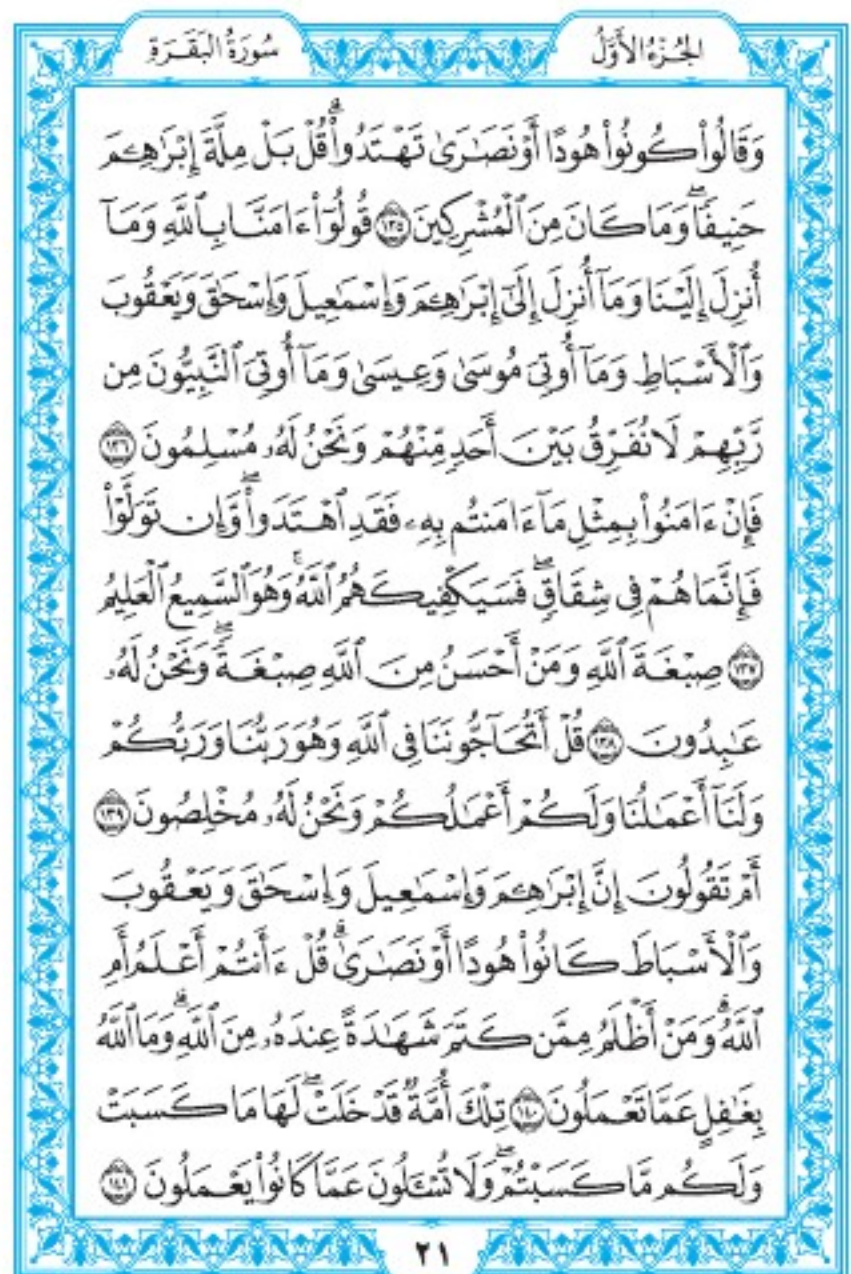 سُورَةُ البَقَرَةِ
الجُزْءُ الأَوَّلُ
وَقَالُوا۟ كُونُوا۟ هُودًا أَوْ نَصَـٰرَىٰ تَهْتَدُوا۟ۗ قُلْ بَلْ مِلَّةَ إِبْرَٰهِـۧمَ
حَنِيفًاۖ وَمَا كَانَ مِنَ ٱلْمُشْرِكِينَ ١٣٥ قُولُوٓا۟ ءَامَنَّا بِٱللَّهِ وَمَآ
أُنزِلَ إِلَيْنَا وَمَآ أُنزِلَ إِلَىٰٓ إِبْرَٰهِـۧمَ وَإِسْمَـٰعِيلَ وَإِسْحَـٰقَ وَيَعْقُوبَ
وَٱلْأَسْبَاطِ وَمَآ أُوتِىَ مُوسَىٰ وَعِيسَىٰ وَمَآ أُوتِىَ ٱلنَّبِيُّونَ مِن
رَّبِّهِمْ لَا نُفَرِّقُ بَيْنَ أَحَدٍ مِّنْهُمْ وَنَحْنُ لَهُۥ مُسْلِمُونَ ١٣٦
فَإِنْ ءَامَنُوا۟ بِمِثْلِ مَآ ءَامَنتُم بِهِۦ فَقَدِ ٱهْتَدَوا۟ۖ وَّإِن تَوَلَّوْا۟
فَإِنَّمَا هُمْ فِى شِقَاقٍۖ فَسَيَكْفِيكَهُمُ ٱللَّهُۚ وَهُوَ ٱلسَّمِيعُ ٱلْعَلِيمُ
١٣٧ صِبْغَةَ ٱللَّهِ وَمَنْ أَحْسَنُ مِنَ ٱللَّهِ صِبْغَةًۖ وَنَحْنُ لَهُۥ
عَـٰبِدُونَ ١٣٨ قُلْ أَتُحَآجُّونَنَا فِى ٱللَّهِ وَهُوَ رَبُّنَا وَرَبُّكُمْ
وَلَنَآ أَعْمَـٰلُنَا وَلَكُمْ أَعْمَـٰلُكُمْ وَنَحْنُ لَهُۥ مُخْلِصُونَ ١٣٩
أَمْ تَقُولُونَ إِنَّ إِبْرَٰهِـۧمَ وَإِسْمَـٰعِيلَ وَإِسْحَـٰقَ وَيَعْقُوبَ
وَٱلْأَسْبَاطَ كَانُوا۟ هُودًا أَوْ نَصَـٰرَىٰۗ قُلْ ءَأَنتُمْ أَعْلَمُ أَمِ
ٱللَّهُۗ وَمَنْ أَظْلَمُ مِمَّن كَتَمَ شَهَـٰدَةً عِندَهُۥ مِنَ ٱللَّهِۗ وَمَا ٱللَّهُ
بِغَـٰفِلٍ عَمَّا تَعْمَلُونَ ١٤٠ تِلْكَ أُمَّةٌ قَدْ خَلَتْۖ لَهَا مَا كَسَبَتْ
وَلَكُم مَّا كَسَبْتُمْۖ وَلَا تُسْـَٔلُونَ عَمَّا كَانُوا۟ يَعْمَلُونَ ١٤١
٢١